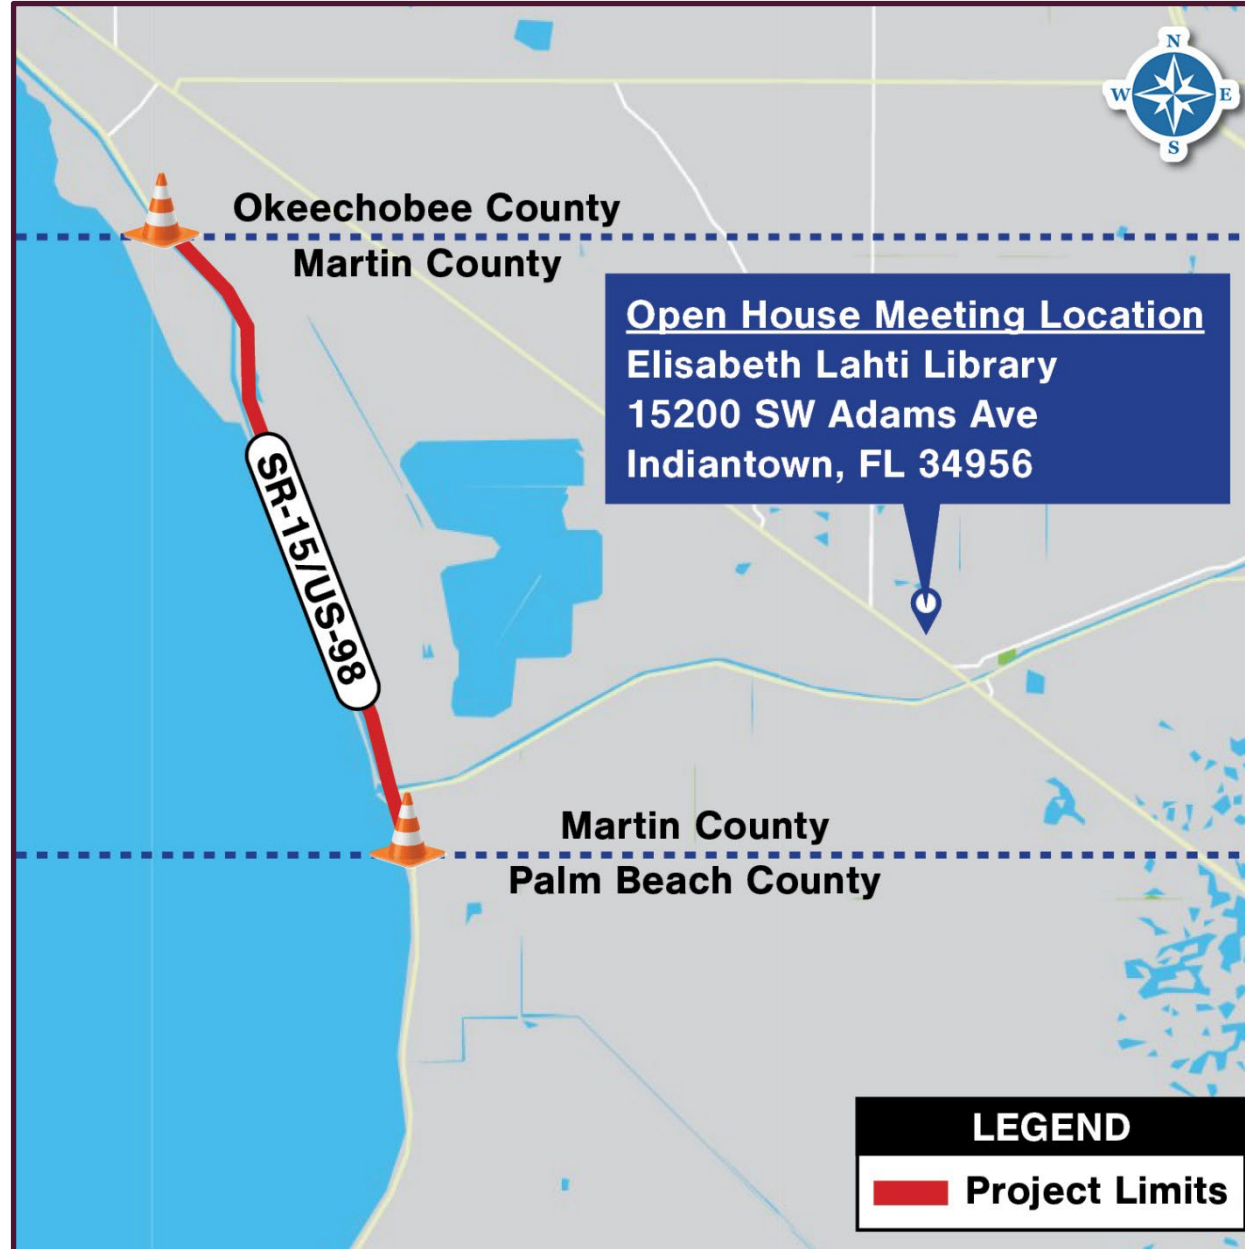 N
W E
S
Okeechobee County
Martin County
Open House Meeting Location
Elisabeth Lahti Library
15200 SW Adams Ave
Indiantown, FL 34956
SR-15/US-98
Martin County
Palm Beach County
LEGEND
Project Limits